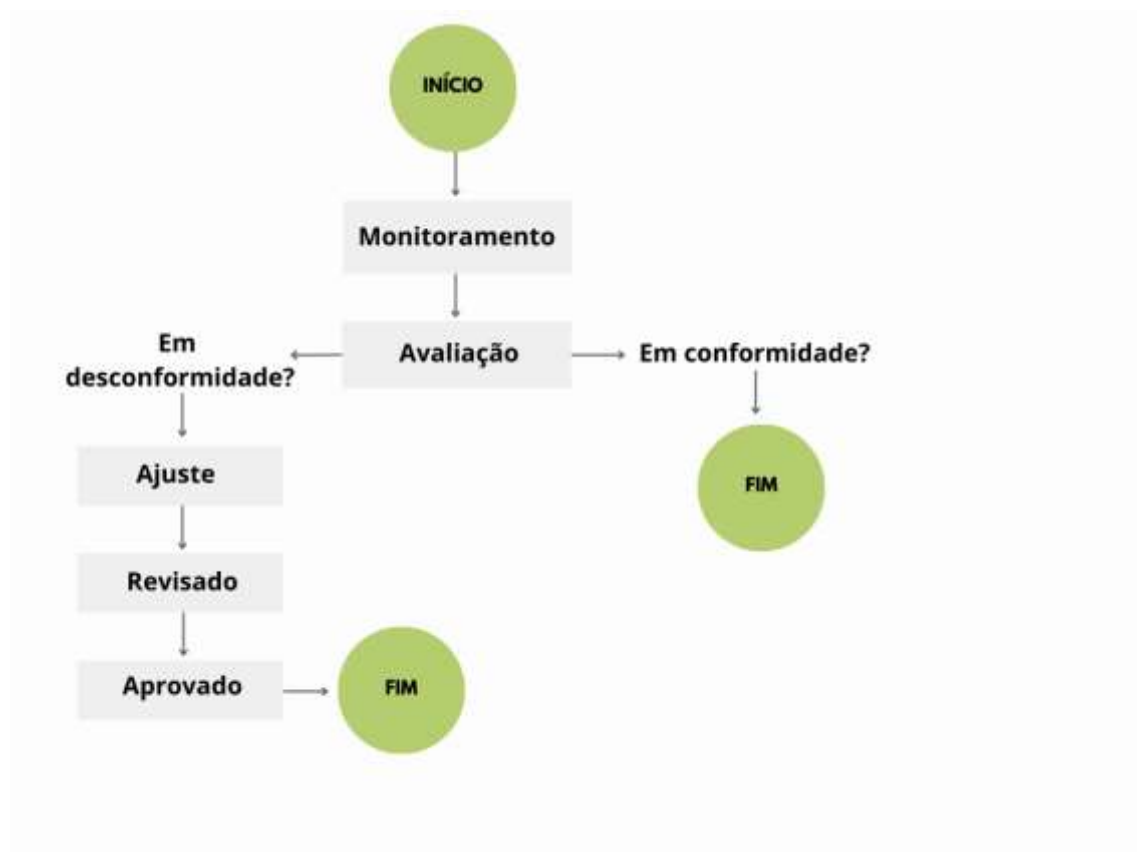 INÍCIO
Monitoramento
Avaliação
Em
desconformidade?
Em conformidade?
Ajuste
FIM
Revisado
Aprovado
FIM